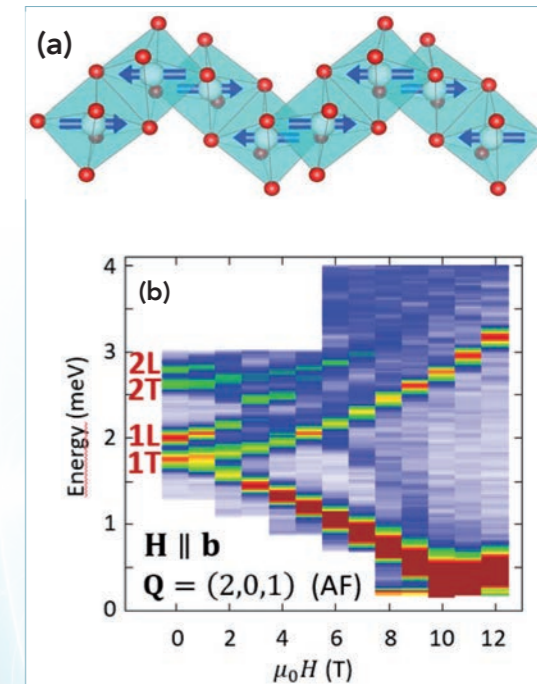 (a)
(b)
4
3
2
1
0
Energy (meV)
2L
2T
1L
1T
H ∥ b
Q = (2,0,1) (AF)
0 2 4 6 8 10 12
μ₀H (T)